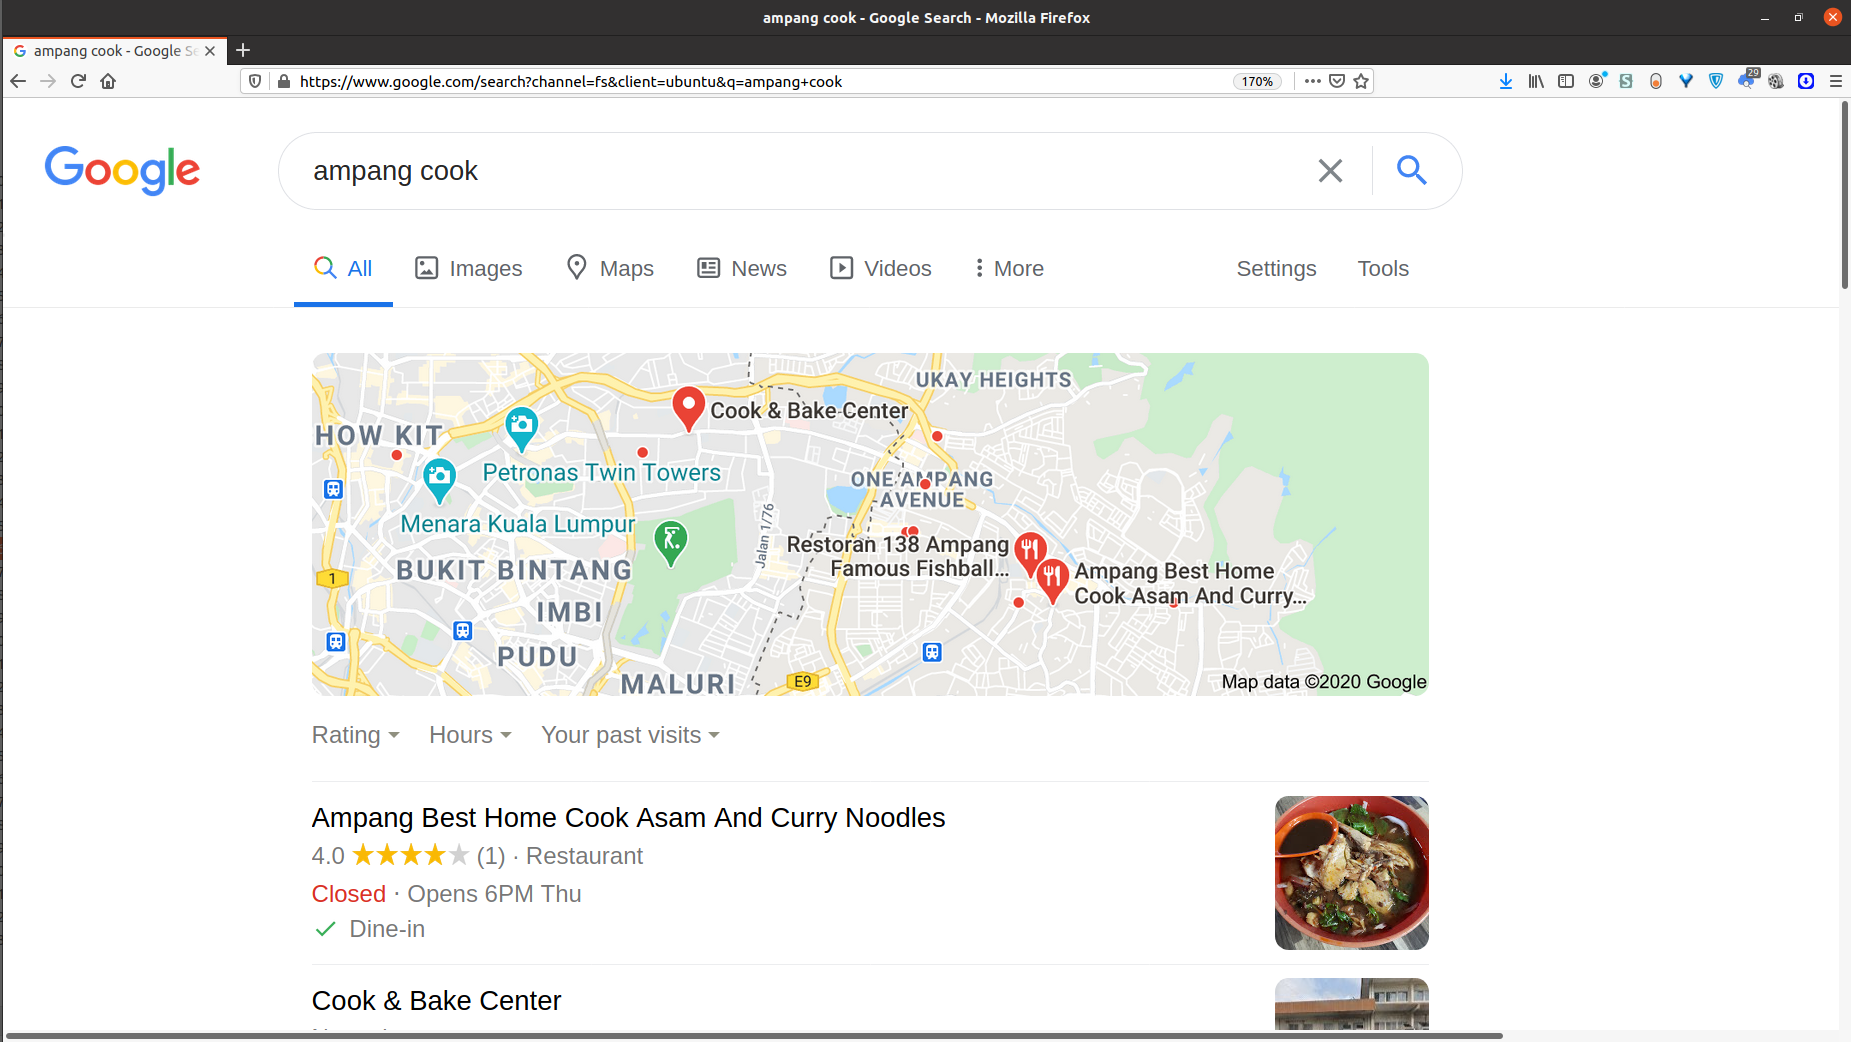 ampang cook - Google Search - Mozilla Firefox
ampang cook - Google Se
https://www.google.com/search?channel=fs&client=ubuntu&q=ampang+cook
170%
29
Google
ampang cook
All
Images
Maps
News
Videos
More
Settings
Tools
UKAY HEIGHTS
Cook & Bake Center
HOW KIT
Petronas Twin Towers
ONE AMPANG
AVENUE
Menara Kuala Lumpur
Jalan 1/76
Restoran 138 Ampang
Famous Fishball...
BUKIT BINTANG
1
Ampang Best Home
Cook Asam And Curry...
IMBI
PUDU
MALURI
E9
Map data ©2020 Google
Rating
Hours
Your past visits
Ampang Best Home Cook Asam And Curry Noodles
4.0 (1) · Restaurant
Closed · Opens 6PM Thu
Dine-in
Cook & Bake Center